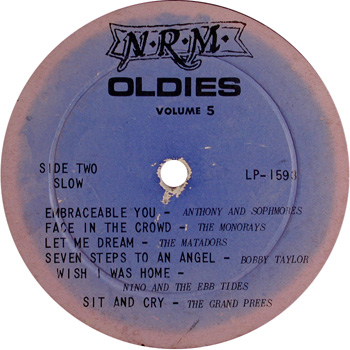 N·R·M·
OLDIES
VOLUME 5
SIDE TWO
SLOW
LP-1593
EMBRACEABLE YOU - ANTHONY AND SOPHMORES
FACE IN THE CROWD - THE MONORAYS
LET ME DREAM - THE MATADORS
SEVEN STEPS TO AN ANGEL - BOBBY TAYLOR
WISH I WAS HOME -
NINO AND THE EBB TIDES
SIT AND CRY - THE GRAND PREES